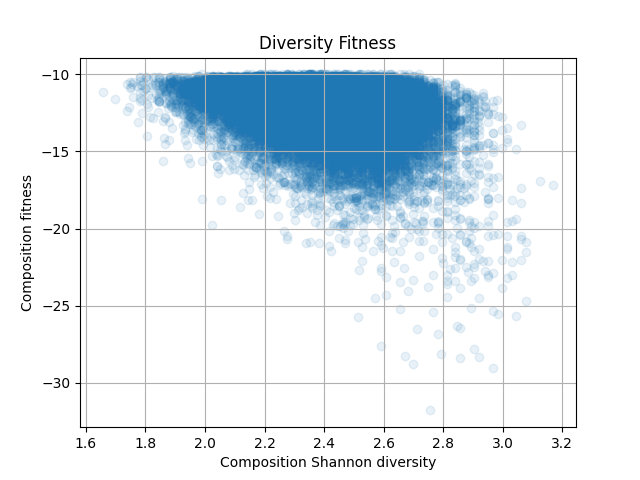 Diversity Fitness
Composition fitness
−10
−15
−20
−25
−30
1.6 1.8 2.0 2.2 2.4 2.6 2.8 3.0 3.2
Composition Shannon diversity